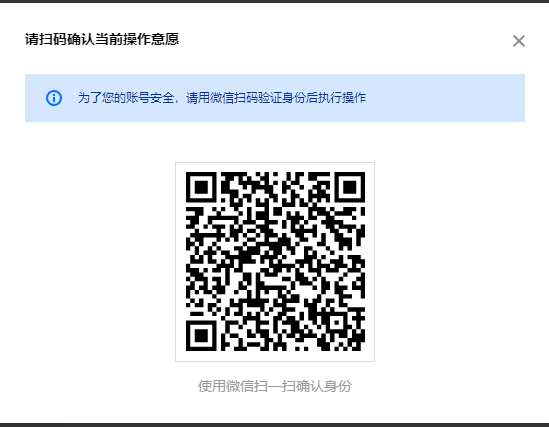 请扫码确认当前操作意愿
为了您的账号安全，请用微信扫码验证身份后执行操作
使用微信扫一扫确认身份